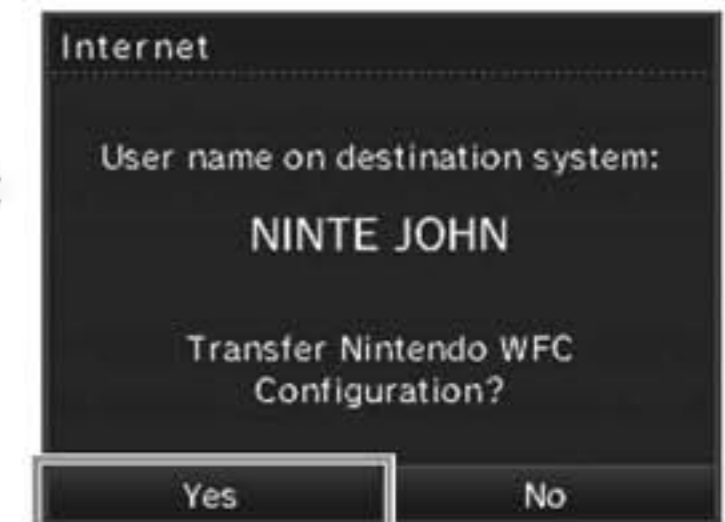 Internet
User name on destination system:
NINTE JOHN
Transfer Nintendo WFC
Configuration?
Yes No